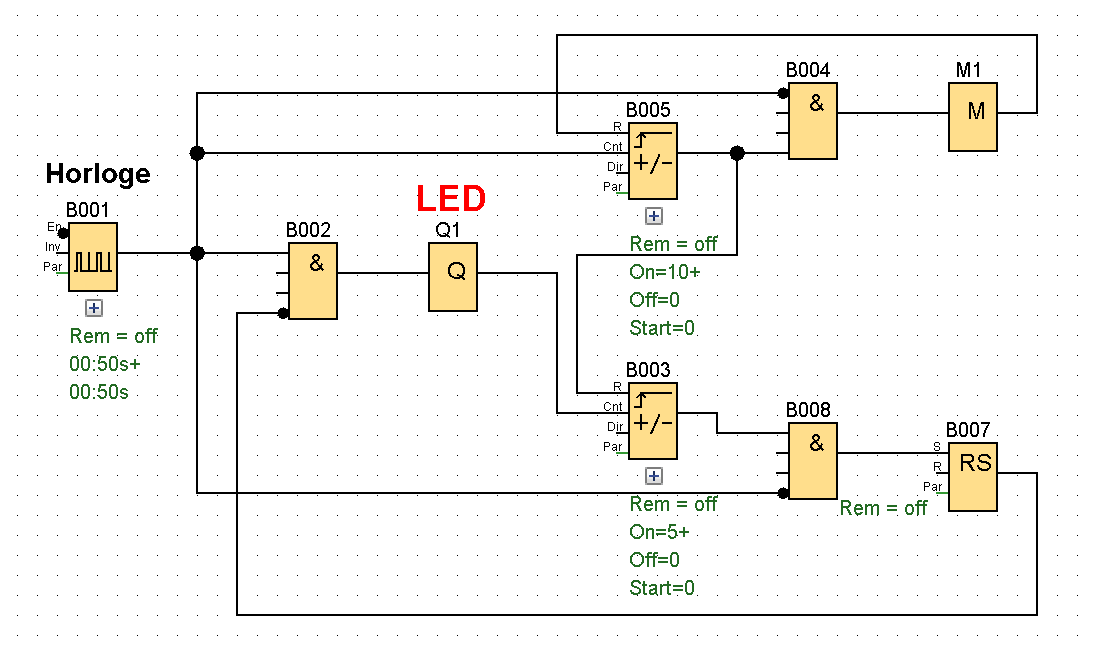 B004
M1
&
M
B005
R
Cnt
Dir
Par
+/-
Horloge
B001
En
Inv
Par
LED
B002
Q1
&
Q
Rem = off
On=10+
Off=0
Start=0
Rem = off
00:50s+
00:50s
B003
R
Cnt
Dir
Par
+/-
B008
&
B007
S
R
Par
RS
Rem = off
Rem = off
On=5+
Off=0
Start=0